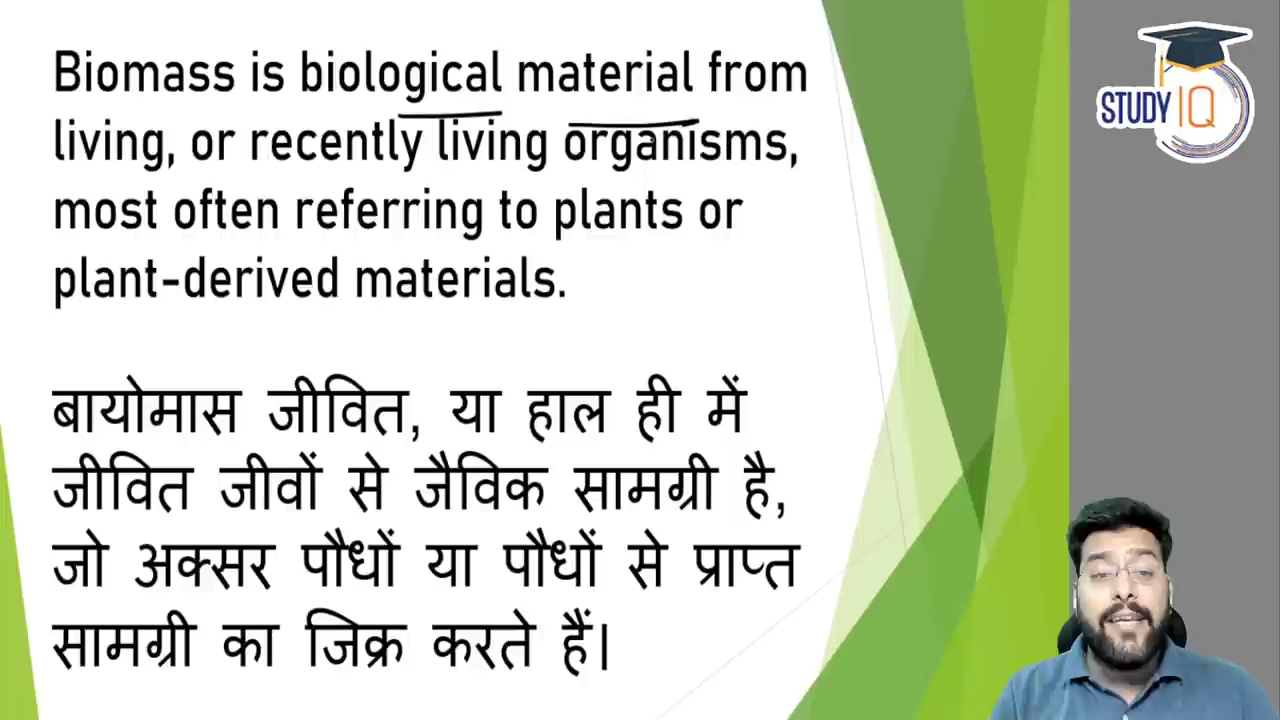 Biomass is biological material from
living, or recently living organisms,
most often referring to plants or
plant-derived materials.
बायोमास जीवित, या हाल ही में
जीवित जीवों से जैविक सामग्री है,
जो अक्सर पौधों या पौधों से प्राप्त
सामग्री का जिक्र करते हैं।
STUDY IQ